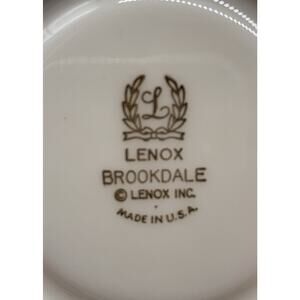 L
LENOX
BROOKDALE
© LENOX INC.
MADE IN U.S.A.